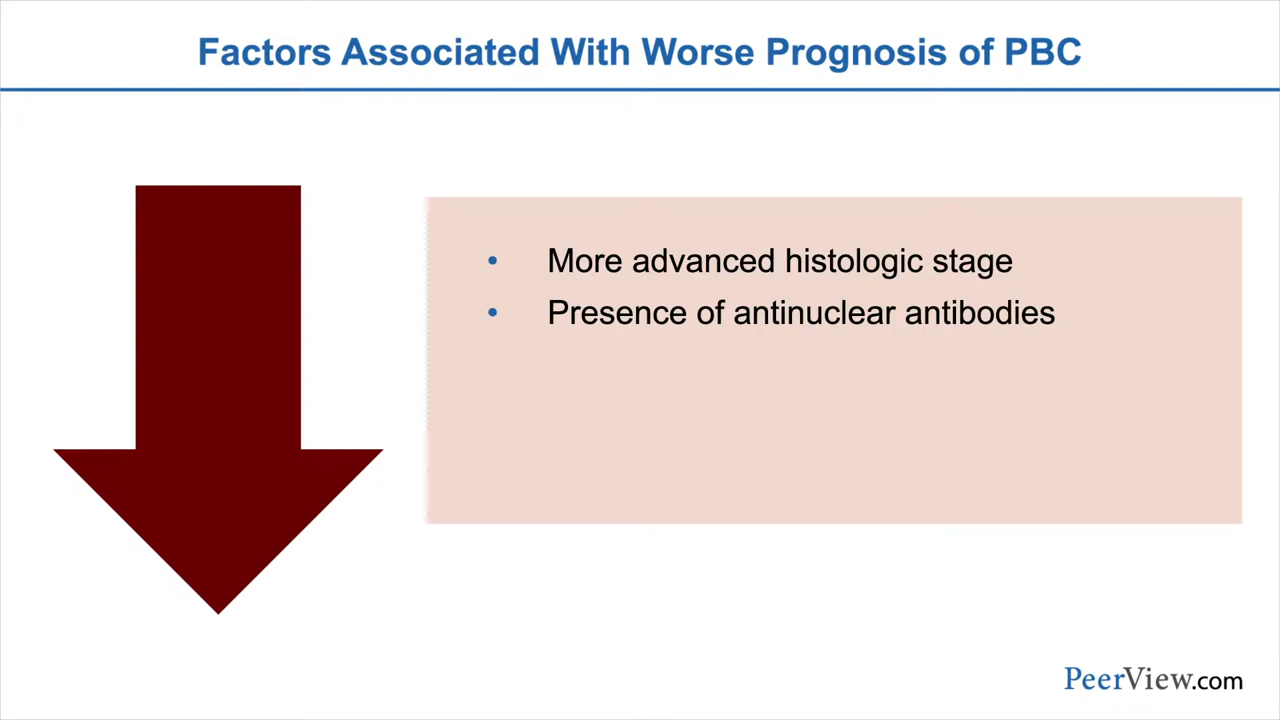 Factors Associated With Worse Prognosis of PBC
• More advanced histologic stage
• Presence of antinuclear antibodies
PeerView.com